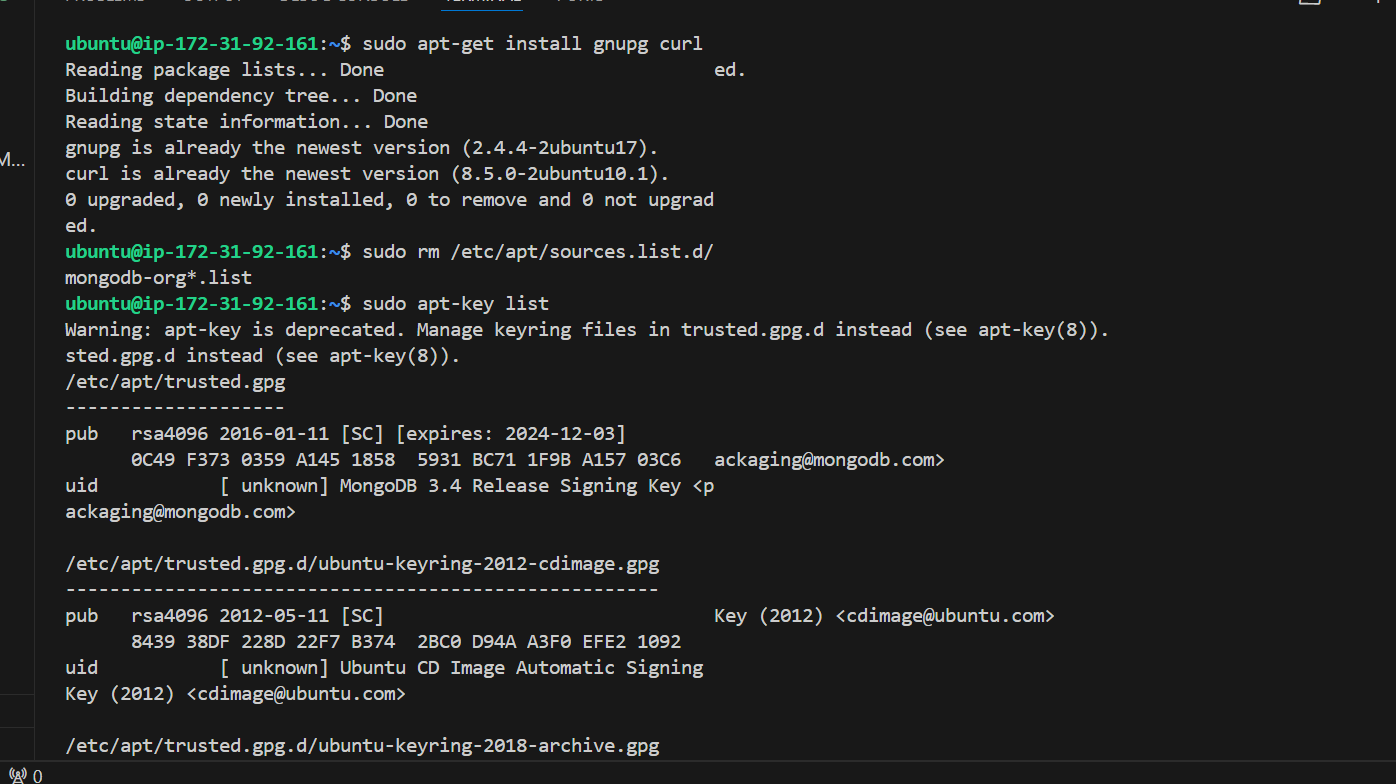 TERMINAL
ubuntu@ip-172-31-92-161:~$ sudo apt-get install gnupg curl
Reading package lists... Done ed.
Building dependency tree... Done
Reading state information... Done
gnupg is already the newest version (2.4.4-2ubuntu17).
M...
curl is already the newest version (8.5.0-2ubuntu10.1).
0 upgraded, 0 newly installed, 0 to remove and 0 not upgrad
ed.
ubuntu@ip-172-31-92-161:~$ sudo rm /etc/apt/sources.list.d/
mongodb-org*.list
ubuntu@ip-172-31-92-161:~$ sudo apt-key list
Warning: apt-key is deprecated. Manage keyring files in trusted.gpg.d instead (see apt-key(8)).
sted.gpg.d instead (see apt-key(8)).
/etc/apt/trusted.gpg
--------------------
pub   rsa4096 2016-01-11 [SC] [expires: 2024-12-03]
      0C49 F373 0359 A145 1858  5931 BC71 1F9B A157 03C6   ackaging@mongodb.com>
uid           [ unknown] MongoDB 3.4 Release Signing Key <p
ackaging@mongodb.com>
/etc/apt/trusted.gpg.d/ubuntu-keyring-2012-cdimage.gpg
------------------------------------------------------
pub   rsa4096 2012-05-11 [SC]                              Key (2012) <cdimage@ubuntu.com>
      8439 38DF 228D 22F7 B374  2BC0 D94A A3F0 EFE2 1092
uid           [ unknown] Ubuntu CD Image Automatic Signing
Key (2012) <cdimage@ubuntu.com>
/etc/apt/trusted.gpg.d/ubuntu-keyring-2018-archive.gpg
0